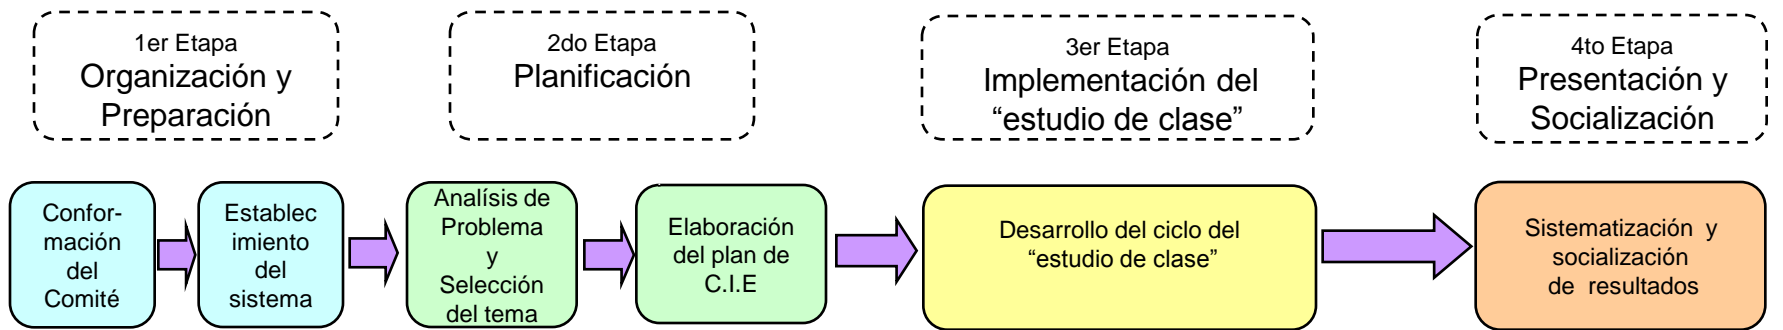 1er Etapa
Organización y
Preparación
2do Etapa
Planificación
3er Etapa
Implementación del
“estudio de clase”
4to Etapa
Presentación y
Socialización
Confor-
mación
del
Comité
Establec
imiento
del
sistema
Analísis de
Problema
y
Selección
del tema
Elaboración
del plan de
C.I.E
Desarrollo del ciclo del
“estudio de clase”
Sistematización y
socialización
de resultados